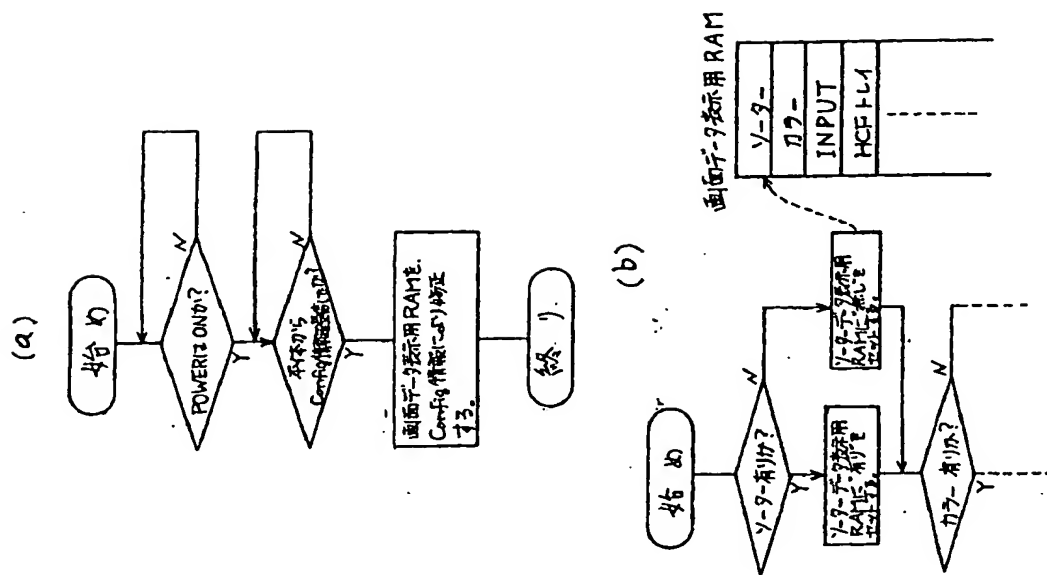 (a)
始め
POWERはONか?
N
Y
本体から
Config情報受信したか?
N
Y
画面データ表示用RAMを、
Config情報により修正
する。
終り
(b)
始め
ソーター有りか?
N
Y
ソーターデータ表示用
RAMに"有り"を
セットする。
ソーターデータ表示用
RAMに"無し"を
セットする。
カラー有りか?
N
Y
画面データ表示用RAM
ソーター
カラー
INPUT
HCFトレイ